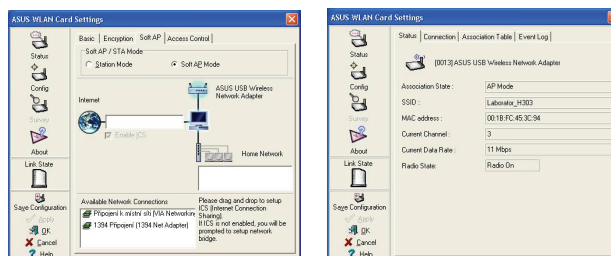 ASUS WLAN Card Settings
Status
Config
Survey
About
Link State
Save Configuration
Apply
OK
Cancel
Help
Basic | Encryption | Soft AP | Access Control
Soft AP / STA Mode
Station Mode
Soft AP Mode
ASUS USB Wireless
Network Adapter
Internet
Enable ICS
Home Network
Available Network Connections
Připojení k místní síti (VIA Networking
1394 Připojení (1394 Net Adapter)
Please drag and drop to setup
ICS (Internet Connection
Sharing).
If ICS is not enabled, you will be
prompted to setup network
bridge.
ASUS WLAN Card Settings
Status
Config
Survey
About
Link State
Save Configuration
Apply
OK
Cancel
Help
Status | Connection | Association Table | Event Log
[0013] ASUS USB Wireless Network Adapter
Association State : AP Mode
SSID : Laborator_H303
MAC address : 00:1B:FC:45:3C:94
Current Channel : 3
Current Data Rate : 11 Mbps
Radio State: Radio On